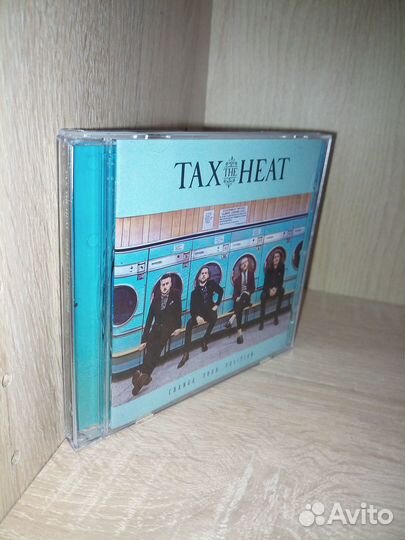 TAX THE HEAT
CHANGE YOUR POSITION
Avito